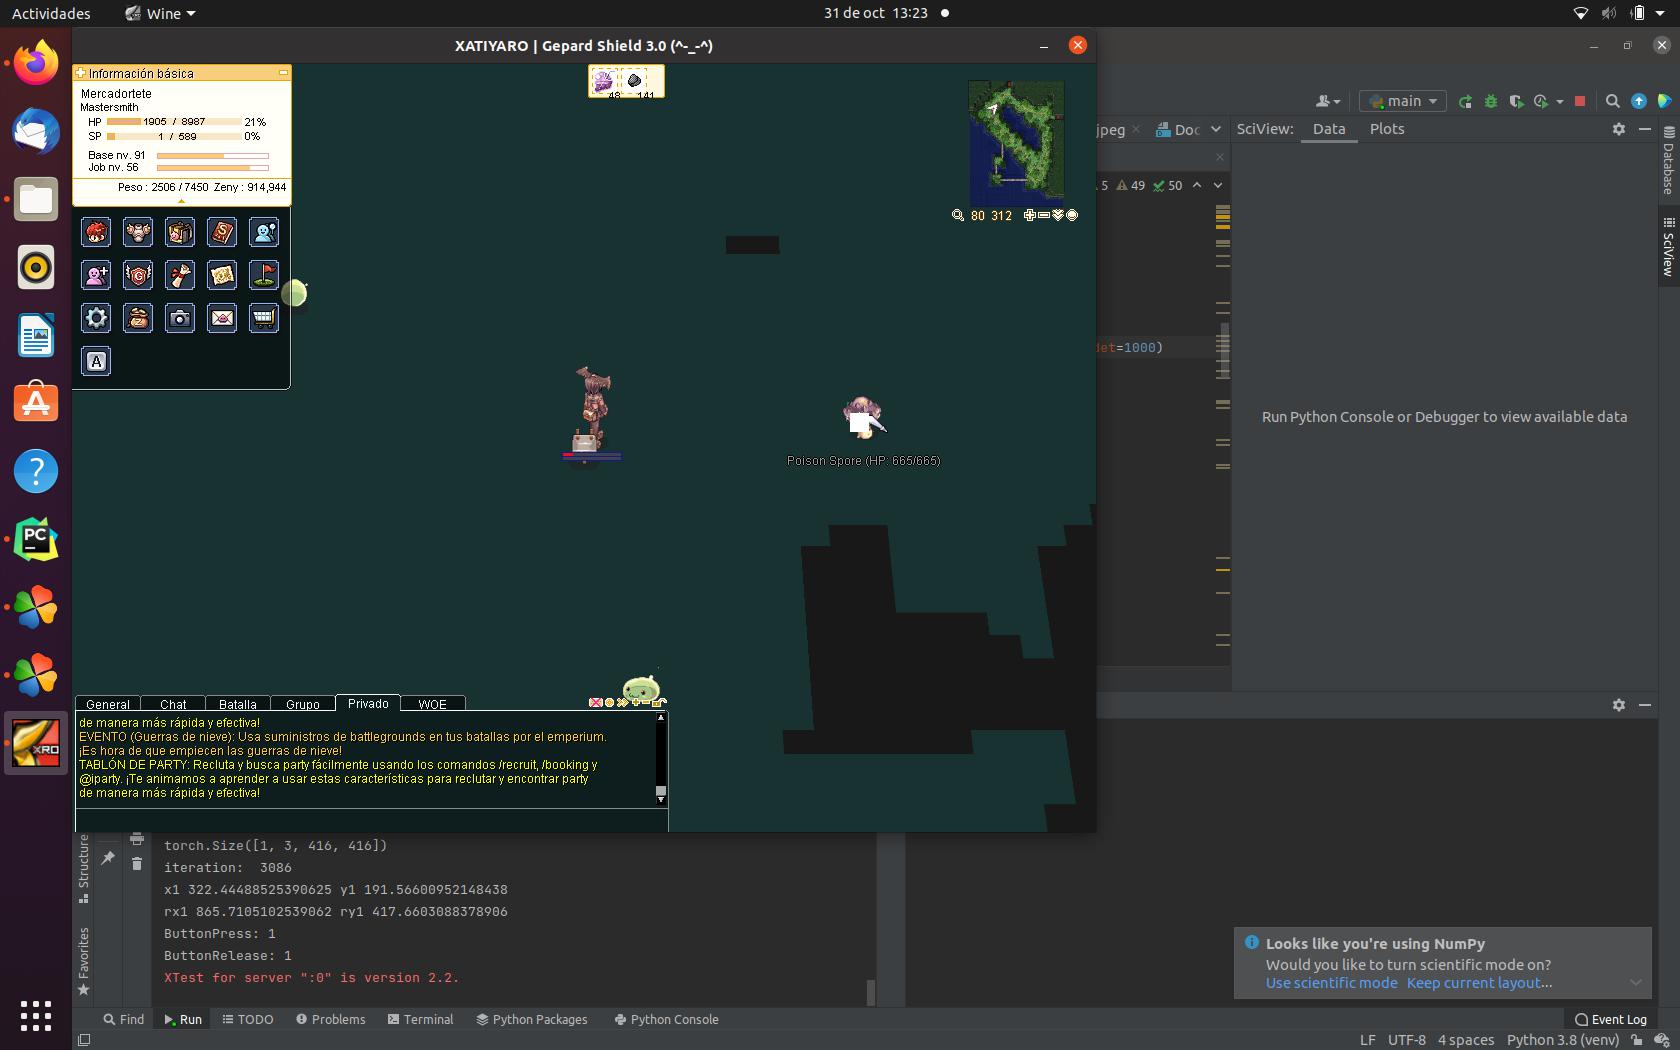 Actividades
Wine
31 de oct 13:23
XATIYARO | Gepard Shield 3.0 (^-_-^)
Información básica
Mercadortete
Mastersmith
HP 1905 / 8987 21%
SP 1 / 589 0%
Base nv. 91
Job nv. 56
Peso : 2506 / 7450 Zeny : 914,944
48 141
80 312
Poison Spore (HP: 665/665)
General
Chat
Batalla
Grupo
Privado
WOE
de manera más rápida y efectiva!
EVENTO (Guerras de nieve): Usa suministros de battlegrounds en tus batallas por el emperium.
¡Es hora de que empiecen las guerras de nieve!
TABLÓN DE PARTY: Recluta y busca party fácilmente usando los comandos /recruit, /booking y
@iparty. ¡Te animamos a aprender a usar estas características para reclutar y encontrar party
de manera más rápida y efectiva!
main
jpeg
Doc
SciView:
Data
Plots
5 49 50
det=1000)
Run Python Console or Debugger to view available data
Database
SciView
Structure
Favorites
torch.Size([1, 3, 416, 416])
iteration: 3086
x1 322.44488525390625 y1 191.56600952148438
rx1 865.7105102539062 ry1 417.6603088378906
ButtonPress: 1
ButtonRelease: 1
XTest for server ":0" is version 2.2.
Looks like you're using NumPy
Would you like to turn scientific mode on?
Use scientific mode Keep current layout...
Find
Run
TODO
Problems
Terminal
Python Packages
Python Console
Event Log
LF UTF-8 4 spaces Python 3.8 (venv)
PC
XRO
A